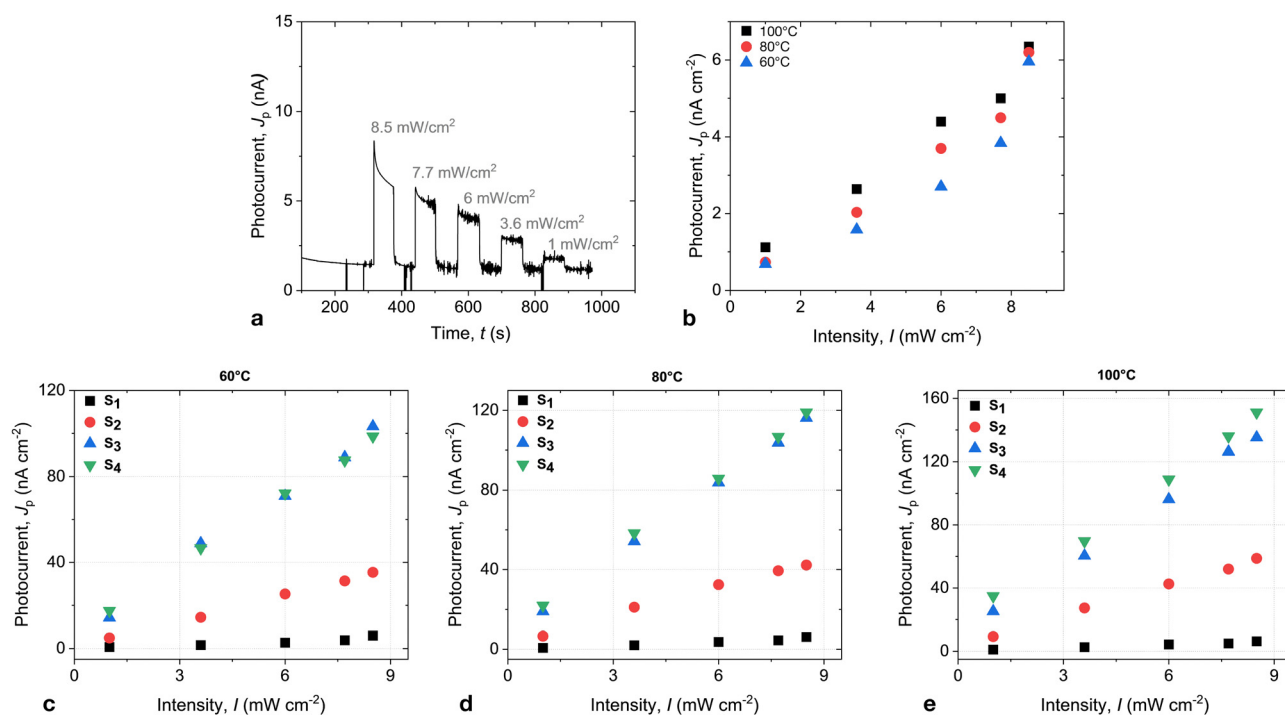 15
10
5
0
Photocurrent, Jp (nA)
8.5 mW/cm²
7.7 mW/cm²
6 mW/cm²
3.6 mW/cm²
1 mW/cm²
200 400 600 800 1000
Time, t (s)
a
100°C
80°C
60°C
6
4
2
0
Photocurrent, Jp (nA cm⁻²)
0 2 4 6 8
Intensity, I (mW cm⁻²)
b
60°C
S1
S2
S3
S4
120
80
40
0
Photocurrent, Jp (nA cm⁻²)
0 3 6 9
Intensity, I (mW cm⁻²)
c
80°C
S1
S2
S3
S4
120
80
40
0
Photocurrent, Jp (nA cm⁻²)
0 3 6 9
Intensity, I (mW cm⁻²)
d
100°C
S1
S2
S3
S4
160
120
80
40
0
Photocurrent, Jp (nA cm⁻²)
0 3 6 9
Intensity, I (mW cm⁻²)
e